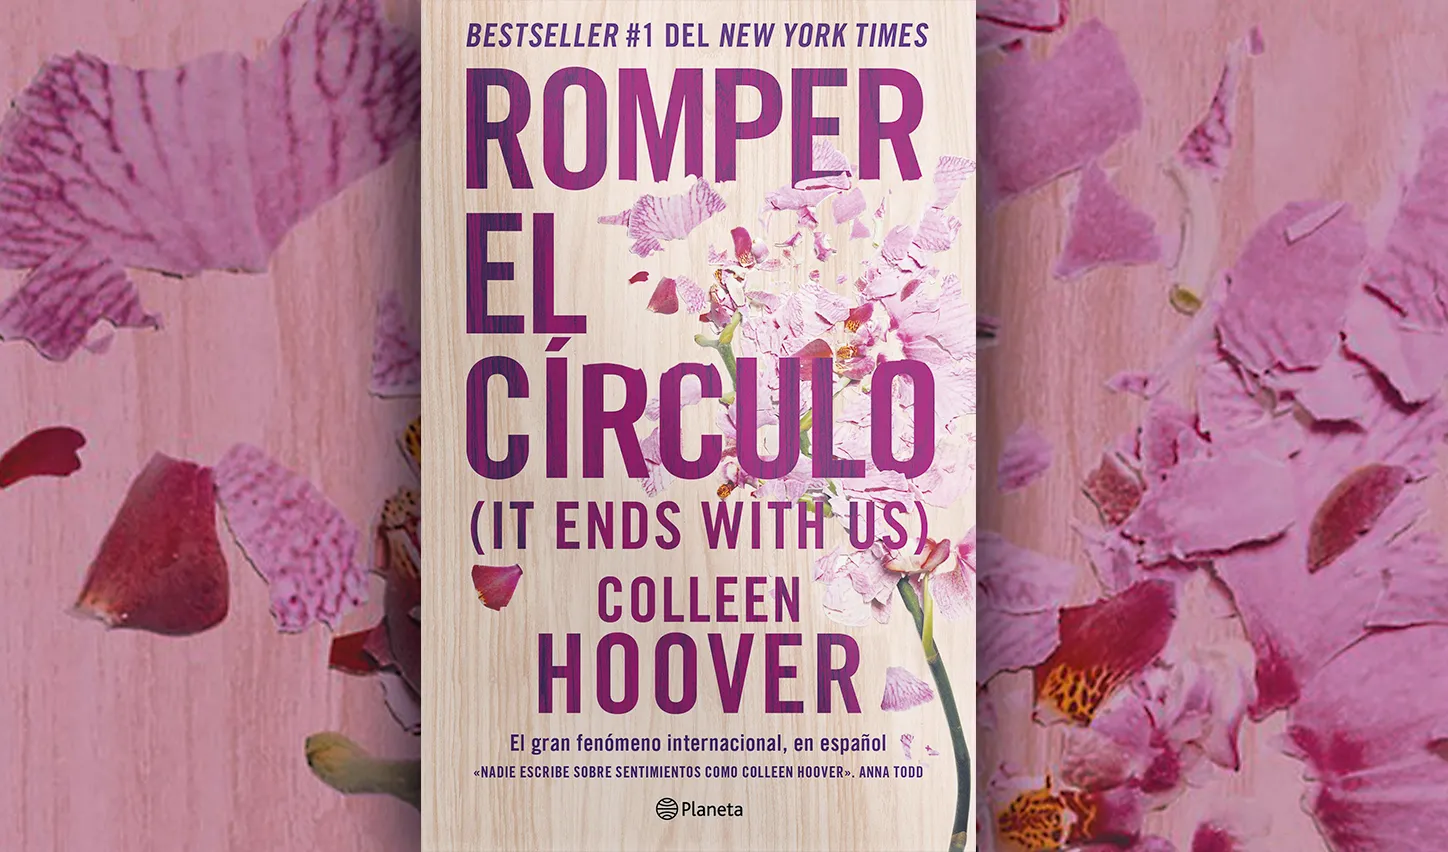 BESTSELLER #1 DEL NEW YORK TIMES
ROMPER
EL
CÍRCULO
(IT ENDS WITH US)
COLLEEN
HOOVER
El gran fenómeno internacional, en español
«NADIE ESCRIBE SOBRE SENTIMIENTOS COMO COLLEEN HOOVER». ANNA TODD
Planeta